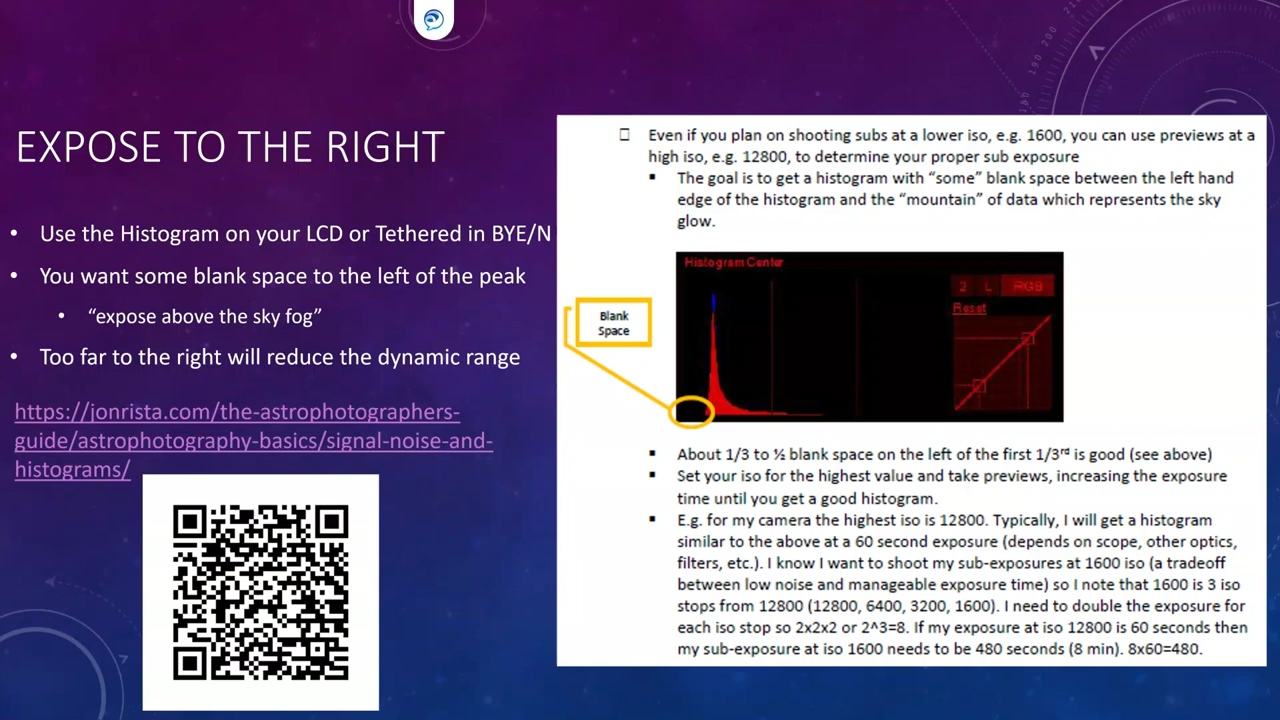 EXPOSE TO THE RIGHT
• Use the Histogram on your LCD or Tethered in BYE/N
• You want some blank space to the left of the peak
• “expose above the sky fog”
• Too far to the right will reduce the dynamic range
https://jonrista.com/the-astrophotographers-
guide/astrophotography-basics/signal-noise-and-
histograms/
Even if you plan on shooting subs at a lower iso, e.g. 1600, you can use previews at a
high iso, e.g. 12800, to determine your proper sub exposure
▪ The goal is to get a histogram with “some” blank space between the left hand
edge of the histogram and the “mountain” of data which represents the sky
glow.
Histogram Center
2 L RGB
Reset
Blank
Space
▪ About 1/3 to ½ blank space on the left of the first 1/3rd is good (see above)
▪ Set your iso for the highest value and take previews, increasing the exposure
time until you get a good histogram.
▪ E.g. for my camera the highest iso is 12800. Typically, I will get a histogram
similar to the above at a 60 second exposure (depends on scope, other optics,
filters, etc.). I know I want to shoot my sub-exposures at 1600 iso (a tradeoff
between low noise and manageable exposure time) so I note that 1600 is 3 iso
stops from 12800 (12800, 6400, 3200, 1600). I need to double the exposure for
each iso stop so 2x2x2 or 2^3=8. If my exposure at iso 12800 is 60 seconds then
my sub-exposure at iso 1600 needs to be 480 seconds (8 min). 8x60=480.
190 200 210